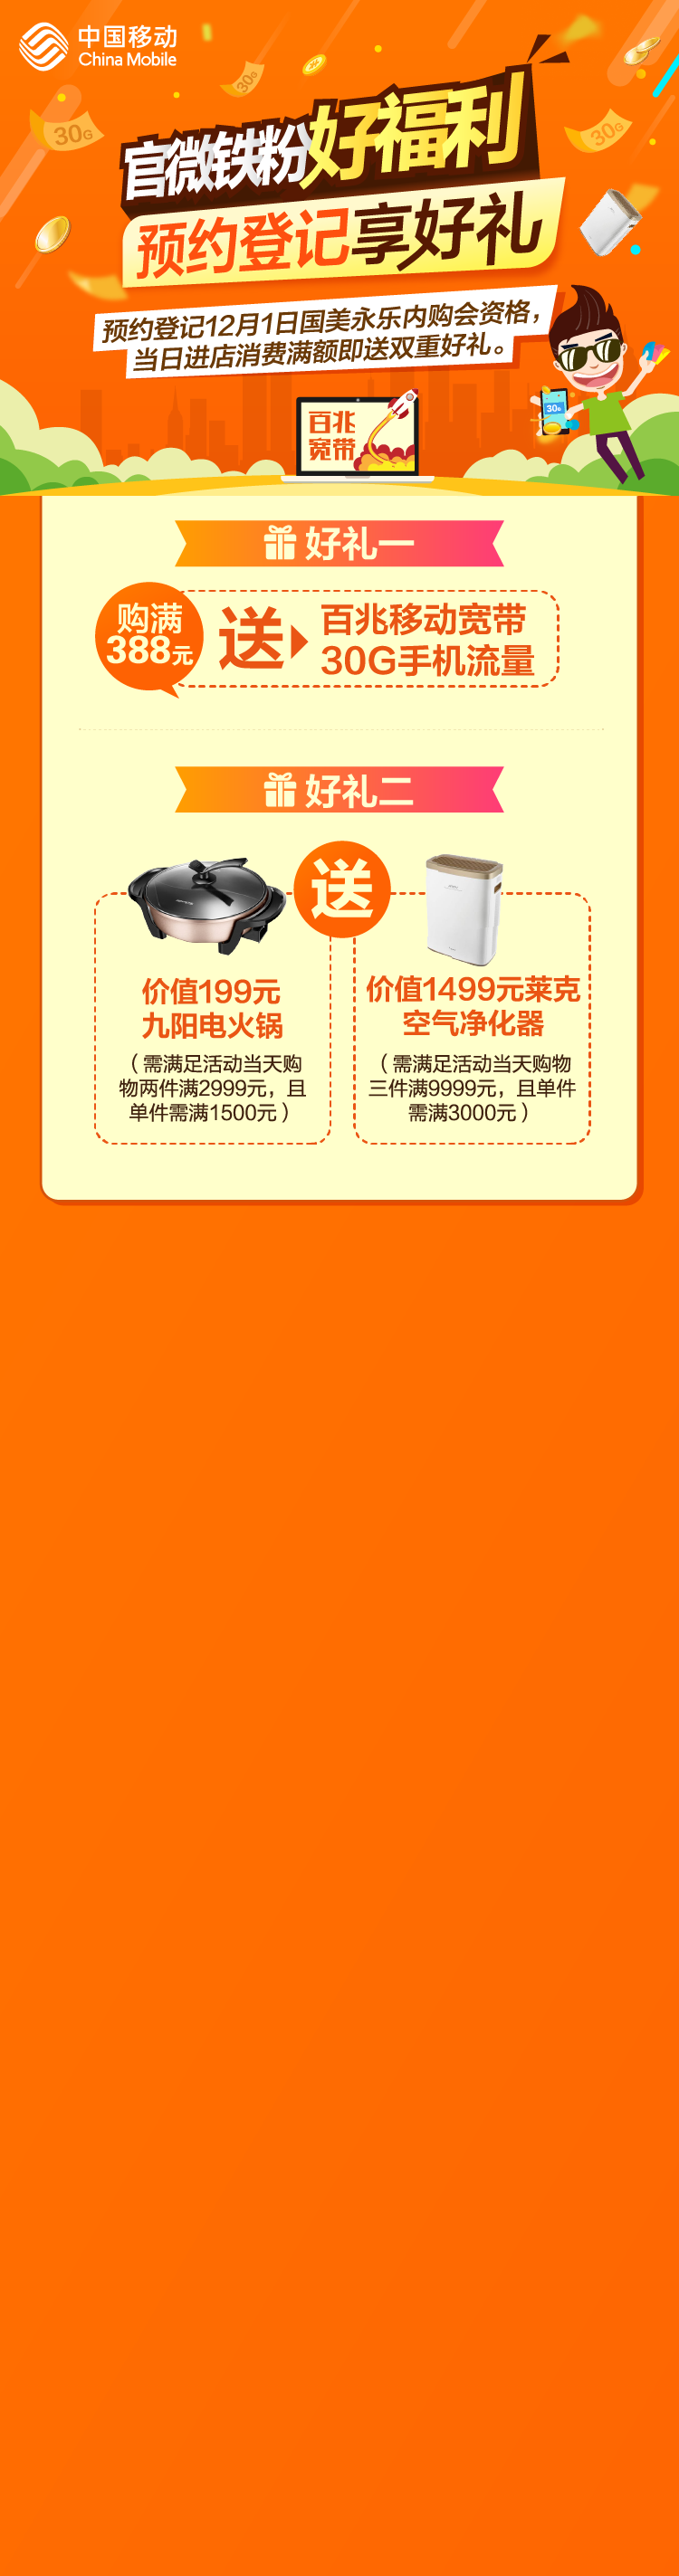 中国移动
China Mobile
30G
30G
30G
官微铁粉好福利
预约登记享好礼
预约登记12月1日国美永乐内购会资格，
当日进店消费满额即送双重好礼。
30G
百兆
宽带
好礼一
购满
388元
送
百兆移动宽带
30G手机流量
好礼二
送
价值199元
九阳电火锅
（需满足活动当天购
物两件满2999元，且
单件需满1500元）
价值1499元莱克
空气净化器
（需满足活动当天购物
三件满9999元，且单件
需满3000元）